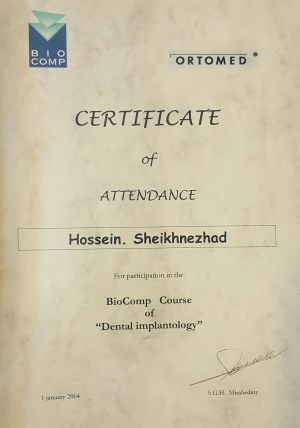 BIO
COMP
ORTOMED
CERTIFICATE
of
ATTENDANCE
Hossein. Sheikhnezhad
For participation in the
BioComp Course
of
“Dental implantology”
1 january 2004
S.G.H. Mirabediny